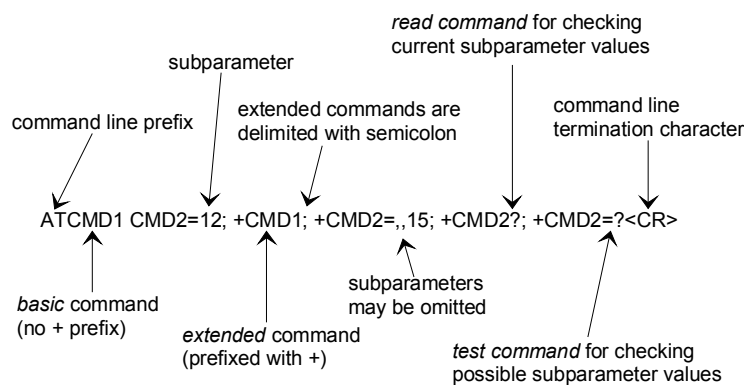 read command for checking
current subparameter values
subparameter
extended commands are
delimited with semicolon
command line
termination character
command line prefix
ATCMD1 CMD2=12; +CMD1; +CMD2=,,15; +CMD2?; +CMD2=?<CR>
basic command
(no + prefix)
extended command
(prefixed with +)
subparameters
may be omitted
test command for checking
possible subparameter values